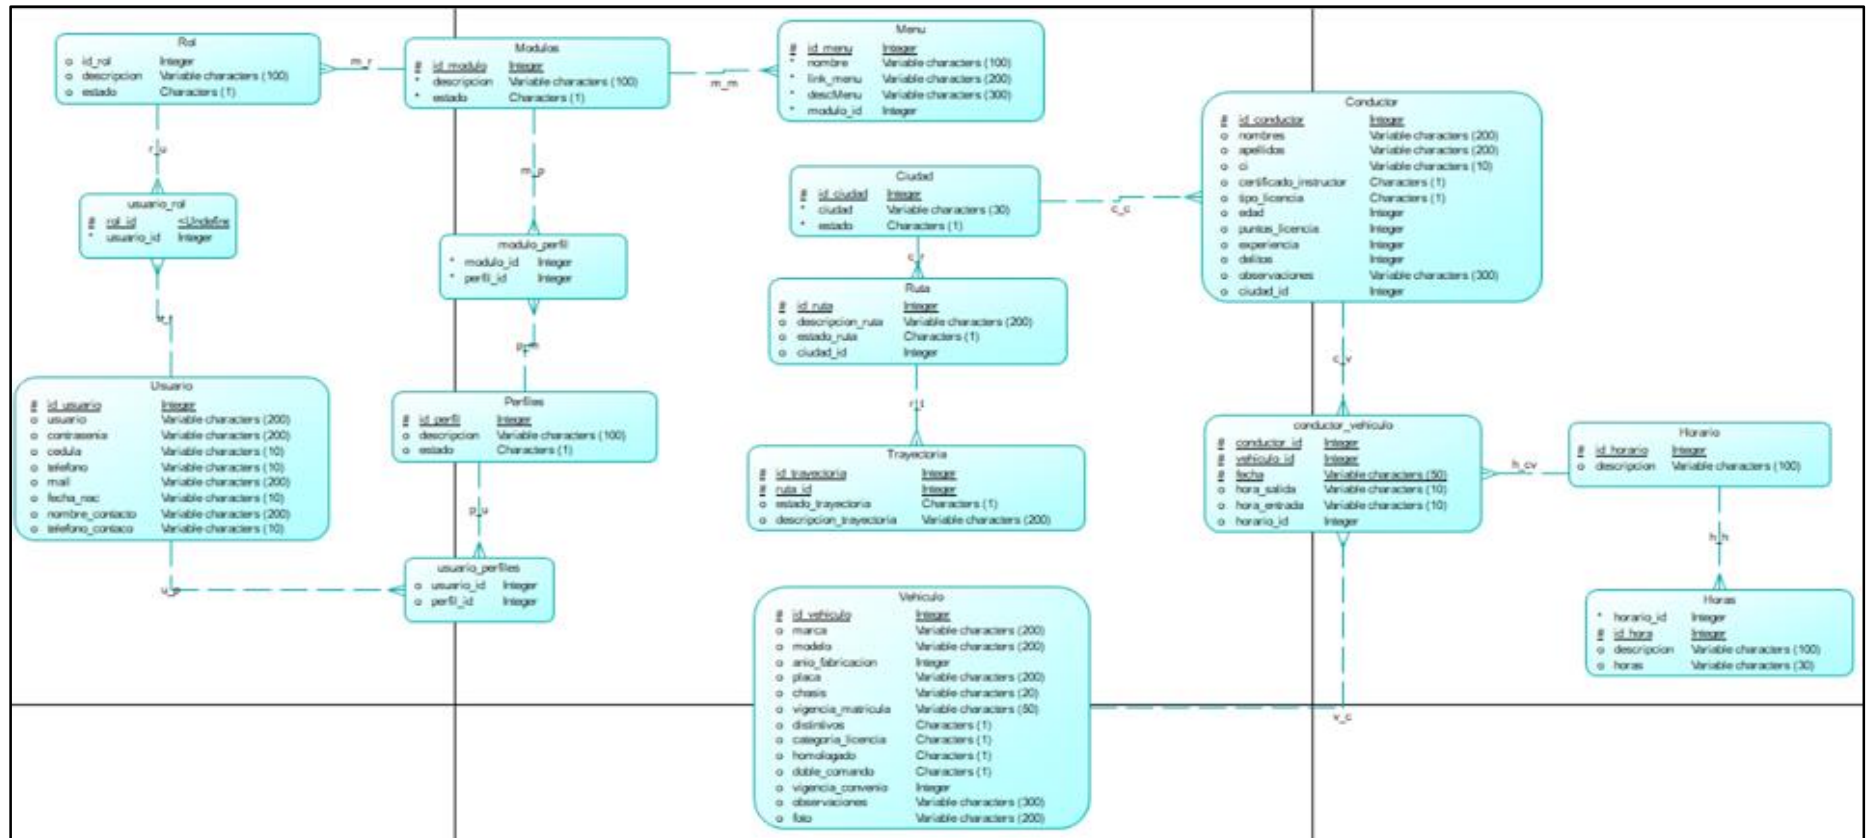 Rol
o id_rol Integer
o descripcion Variable characters (100)
o estado Characters (1)
m_r
Modulos
# id_modulo Integer
* descripcion Variable characters (100)
* estado Characters (1)
m_m
Menu
# id_menu Integer
* nombre Variable characters (100)
* link_menu Variable characters (200)
* descMenu Variable characters (300)
* modulo_id Integer
r_u
m_p
usuario_rol
# rol_id <Undefine
* usuario_id Integer
modulo_perfil
* modulo_id Integer
* perfil_id Integer
Ciudad
# id_ciudad Integer
* ciudad Variable characters (30)
* estado Characters (1)
c_c
Conductor
# id_conductor Integer
o nombres Variable characters (200)
o apellidos Variable characters (200)
o ci Variable characters (10)
o certificado_instructor Characters (1)
o tipo_licencia Characters (1)
o edad Integer
o puntos_licencia Integer
o experiencia Integer
o delitos Integer
o observaciones Variable characters (300)
o ciudad_id Integer
c_r
Ruta
# id_ruta Integer
o descripcion_ruta Variable characters (200)
o estado_ruta Characters (1)
o ciudad_id Integer
c_v
Usuario
# id_usuario Integer
o usuario Variable characters (200)
o contrasenia Variable characters (200)
o cedula Variable characters (10)
o telefono Variable characters (10)
o mail Variable characters (200)
o fecha_nac Variable characters (10)
o nombre_contacto Variable characters (200)
o telefono_contaco Variable characters (10)
Perfiles
# id_perfil Integer
o descripcion Variable characters (100)
o estado Characters (1)
r_t
Trayectoria
# id_trayectoria Integer
# ruta_id Integer
o estado_trayectoria Characters (1)
o descripcion_trayectoria Variable characters (200)
conductor_vehiculo
# conductor_id Integer
# vehiculo_id Integer
# fecha Variable characters (50)
o hora_salida Variable characters (10)
o hora_entrada Variable characters (10)
o horario_id Integer
h_cv
Horario
# id_horario Integer
o descripcion Variable characters (100)
p_u
h_h
u_p
usuario_perfiles
o usuario_id Integer
o perfil_id Integer
Vehiculo
# id_vehiculo Integer
o marca Variable characters (200)
o modelo Variable characters (200)
o anio_fabricacion Integer
o placa Variable characters (200)
o chasis Variable characters (20)
o vigencia_matricula Variable characters (50)
o distintivos Characters (1)
o categoria_licencia Characters (1)
o homologado Characters (1)
o doble_comando Characters (1)
o vigencia_convenio Integer
o observaciones Variable characters (300)
o foto Variable characters (200)
Horas
* horario_id Integer
# id_hora Integer
o descripcion Variable characters (100)
o horas Variable characters (30)
v_c